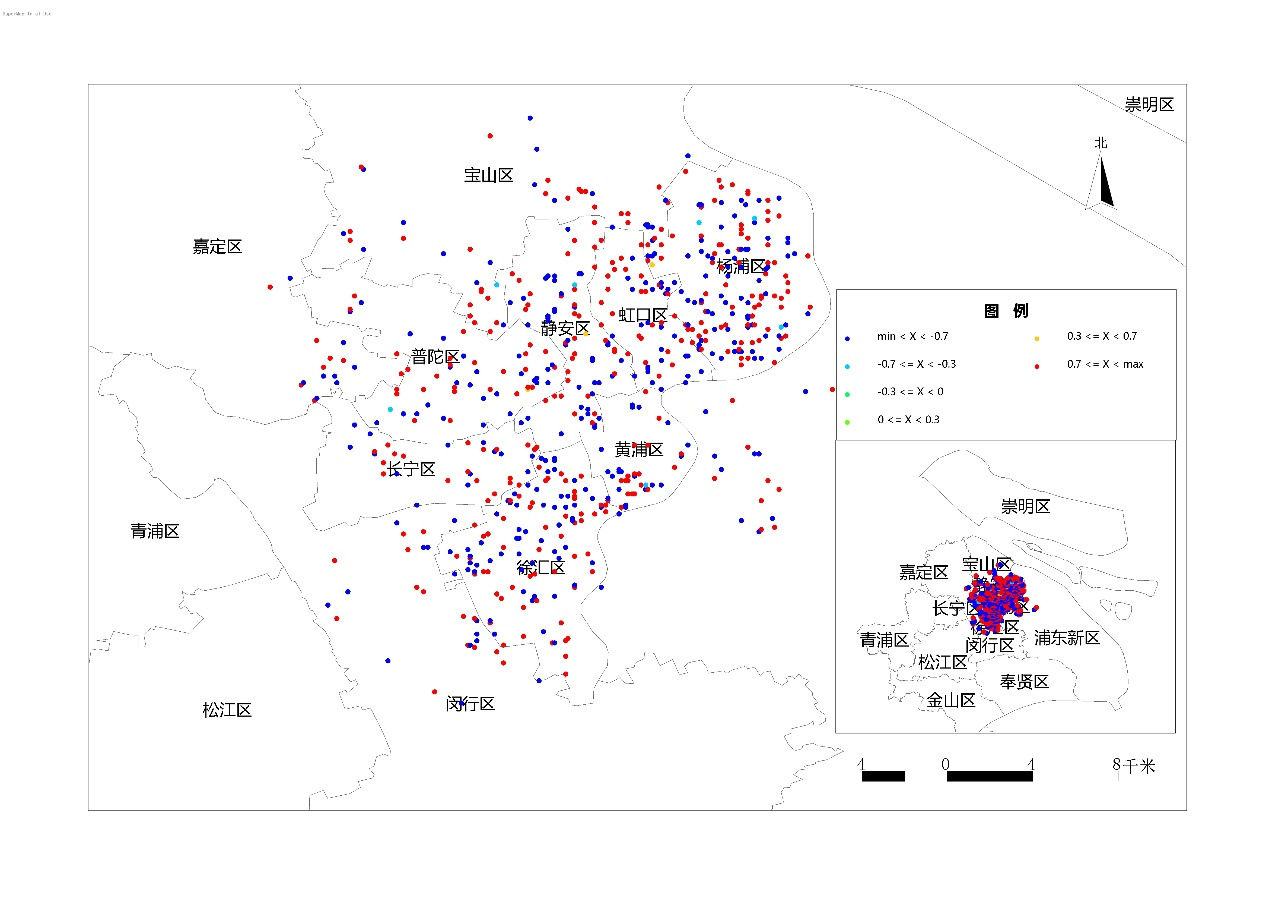 崇明区
北
宝山区
嘉定区
杨浦区
虹口区
静安区
普陀区
黄浦区
长宁区
青浦区
徐汇区
闵行区
松江区
图 例
min < X < -0.7
0.3 <= X < 0.7
-0.7 <= X < -0.3
0.7 <= X < max
-0.3 <= X < 0
0 <= X < 0.3
崇明区
宝山区
嘉定区
长宁区
青浦区
浦东新区
闵行区
松江区
奉贤区
金山区
4 0 4 8千米